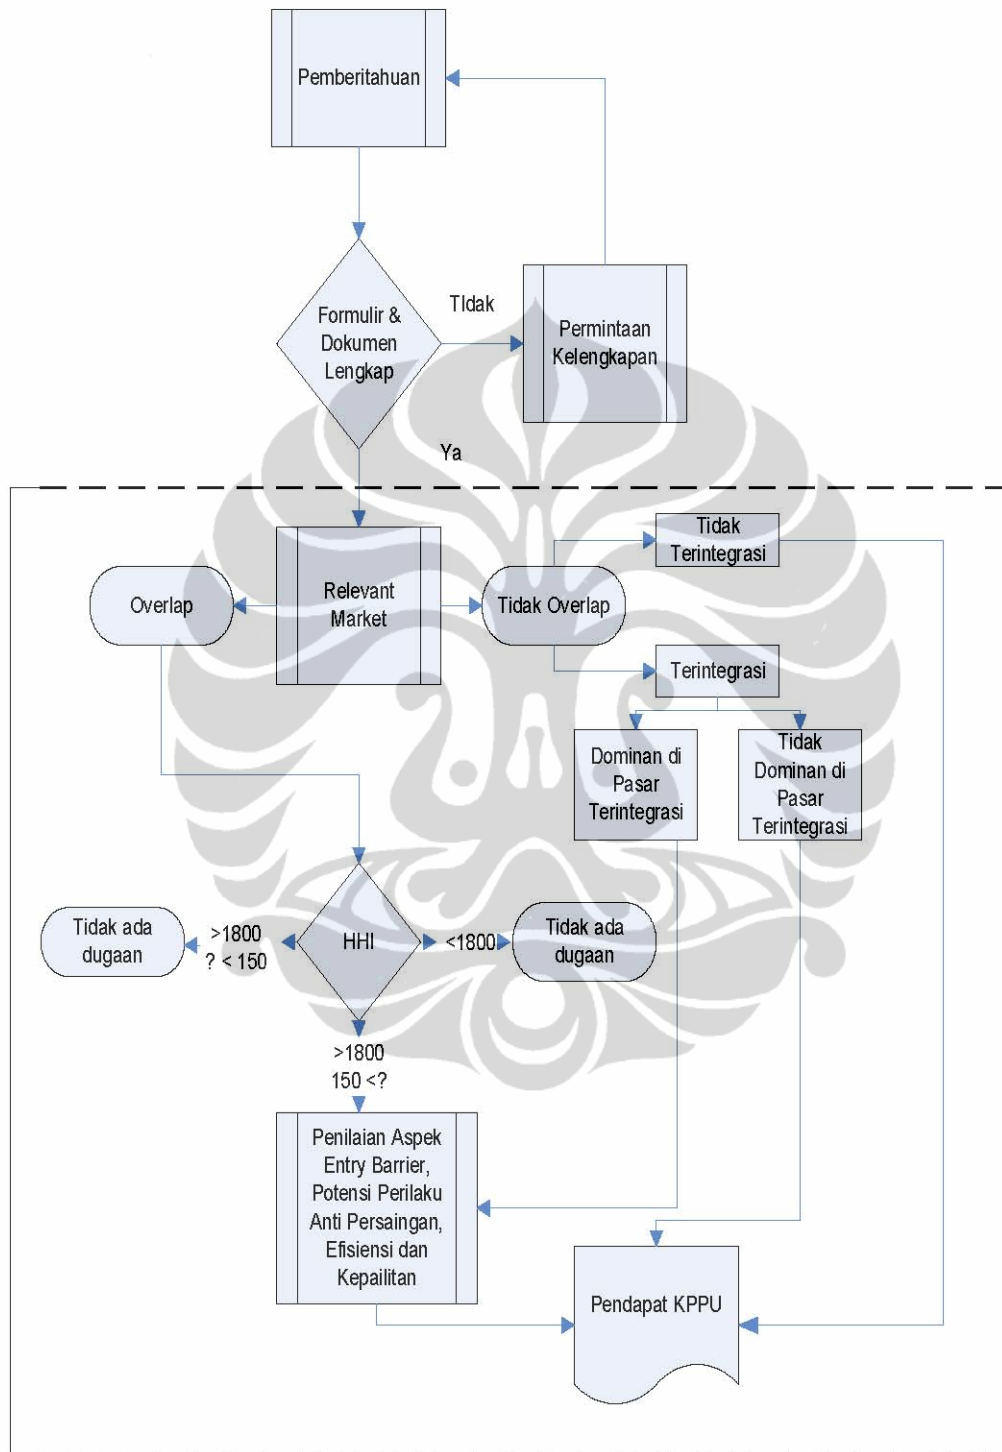 Pemberitahuan
Formulir &
Dokumen
Lengkap
TIdak
Permintaan
Kelengkapan
Ya
Tidak
Terintegrasi
Overlap
Relevant
Market
Tidak Overlap
Terintegrasi
Dominan di
Pasar
Terintegrasi
Tidak
Dominan di
Pasar
Terintegrasi
Tidak ada
dugaan
>1800
? < 150
HHI
<1800
Tidak ada
dugaan
>1800
150 <?
Penilaian Aspek
Entry Barrier,
Potensi Perilaku
Anti Persaingan,
Efisiensi dan
Kepailitan
Pendapat KPPU